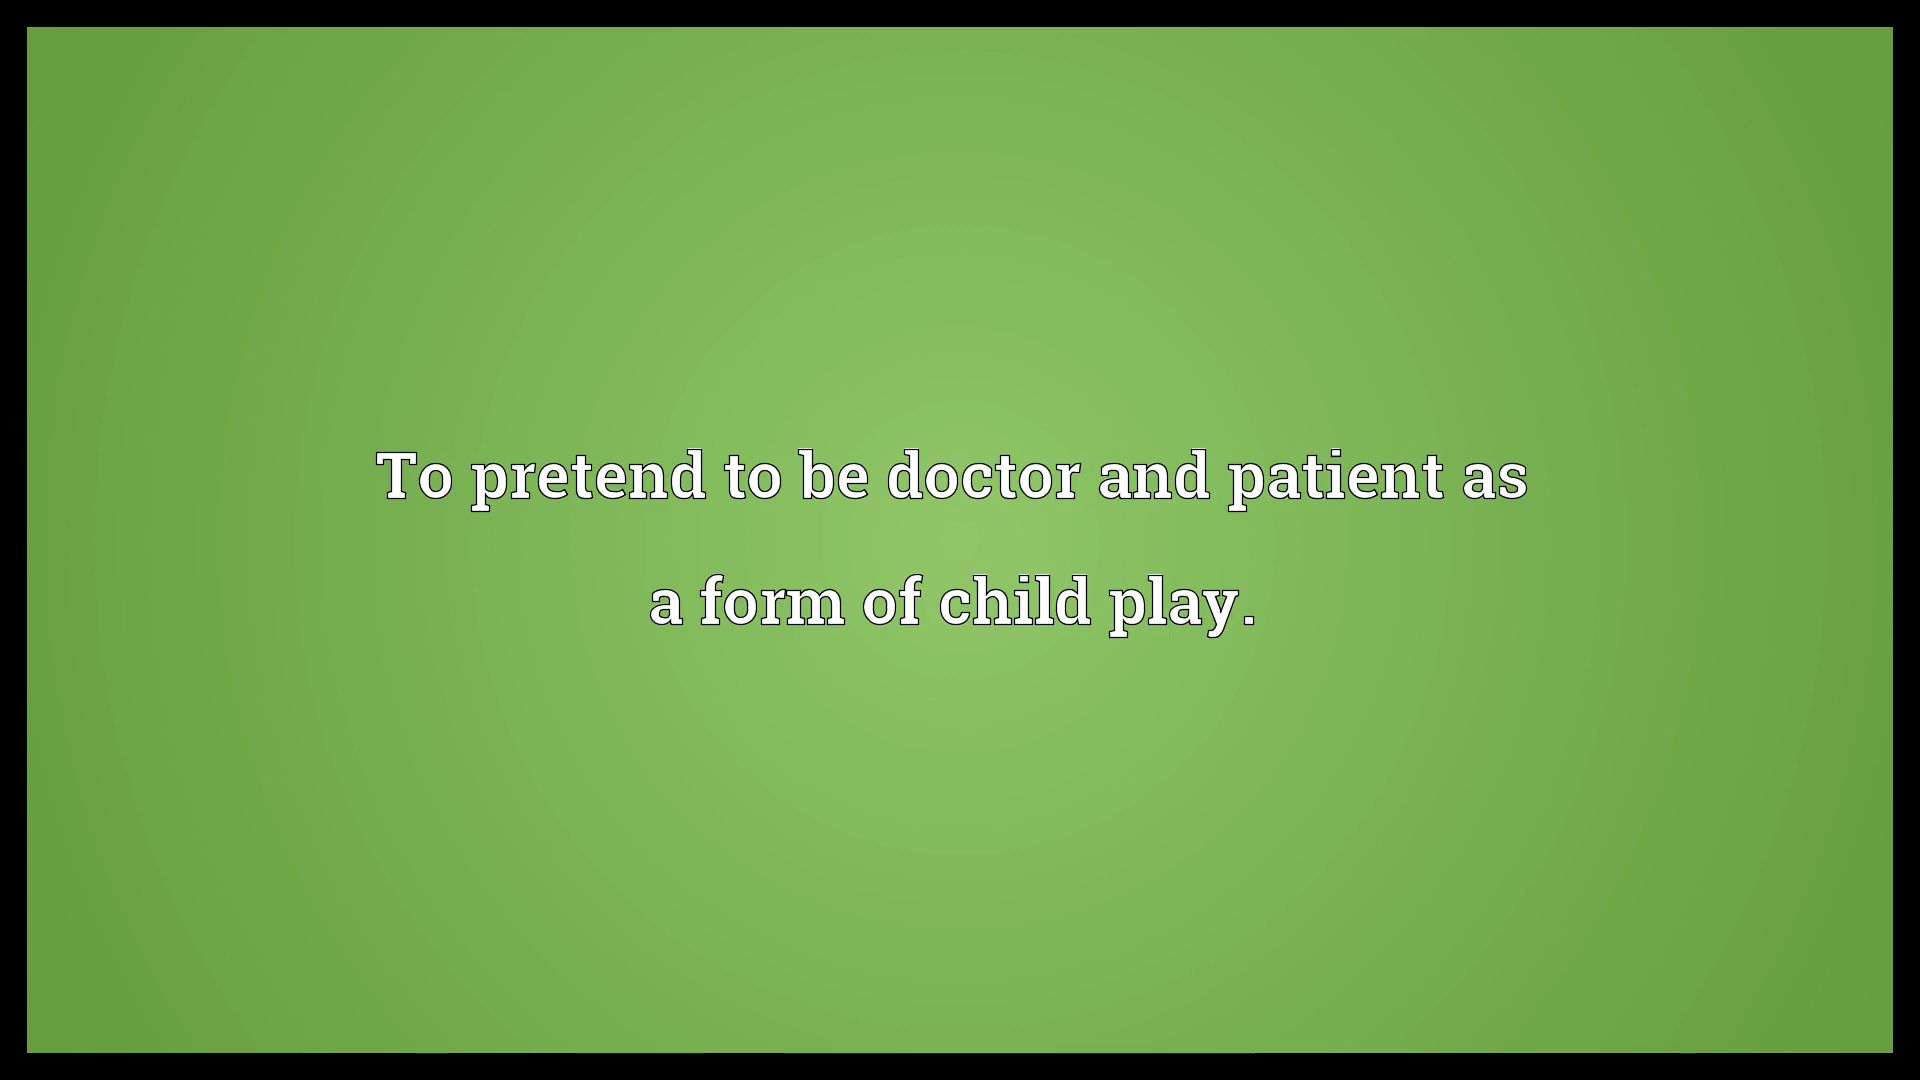 To pretend to be doctor and patient as
a form of child play.